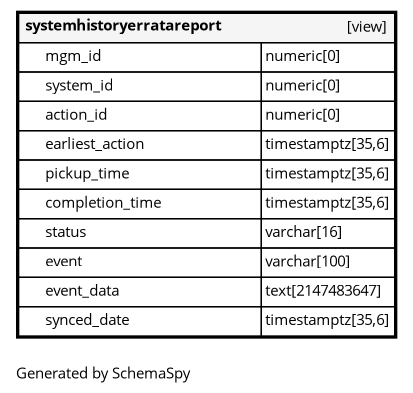 systemhistoryerratareport [view]
mgm_id numeric[0]
system_id numeric[0]
action_id numeric[0]
earliest_action timestamptz[35,6]
pickup_time timestamptz[35,6]
completion_time timestamptz[35,6]
status varchar[16]
event varchar[100]
event_data text[2147483647]
synced_date timestamptz[35,6]
Generated by SchemaSpy